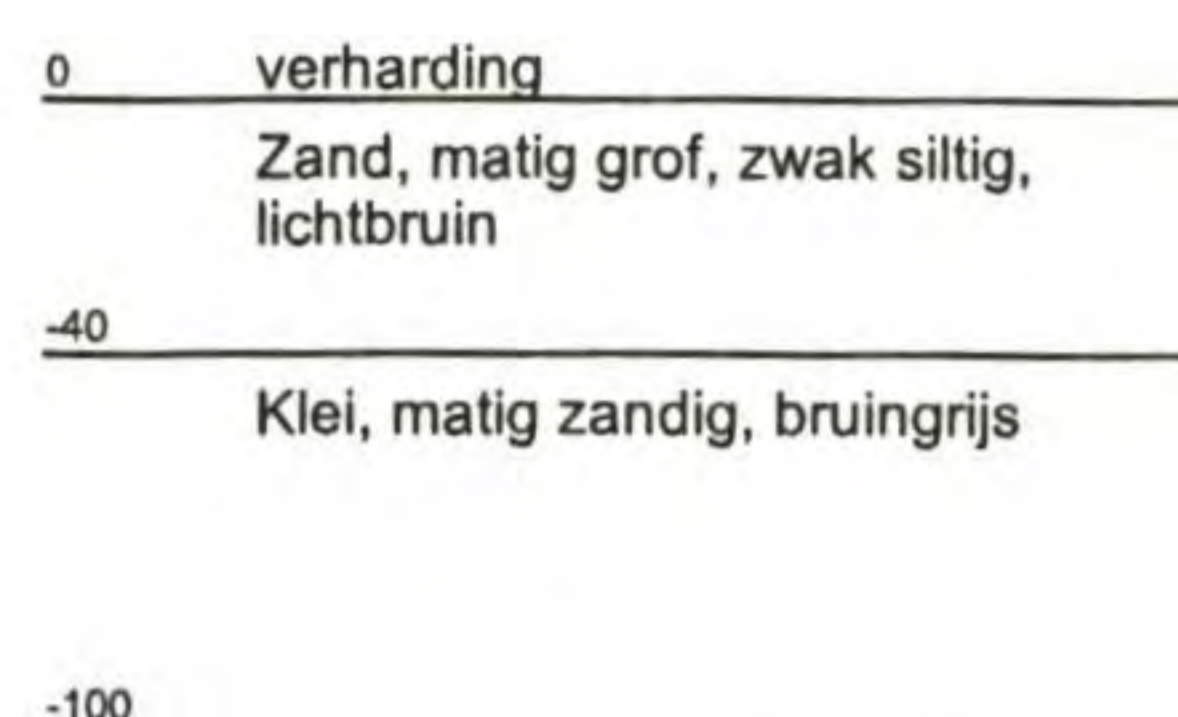 0 verharding
Zand, matig grof, zwak siltig,
lichtbruin
-40
Klei, matig zandig, bruingrijs
-100